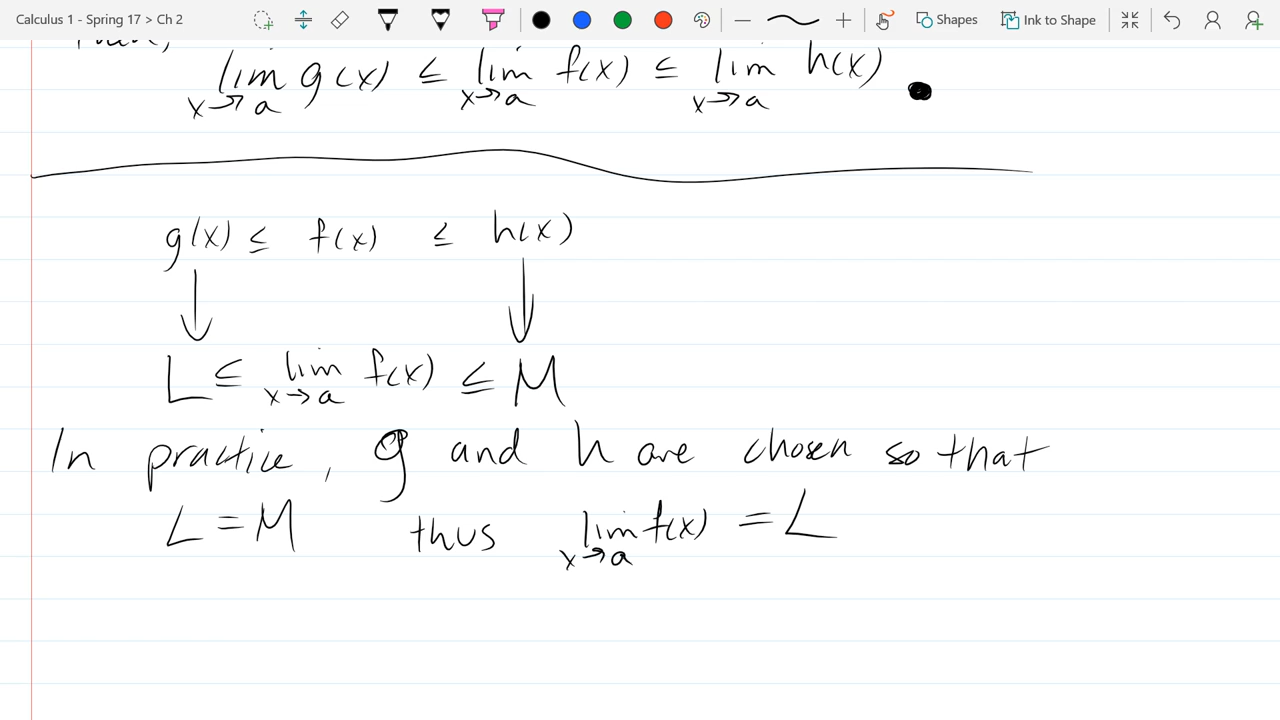 Calculus 1 - Spring 17 > Ch 2 Shapes Ink to Shape
Then,
lim x→a g(x) ≤ lim x→a f(x) ≤ lim x→a h(x) .
g(x) ≤ f(x) ≤ h(x)
L ≤ lim x→a f(x) ≤ M
In practice, g and h are chosen so that
L = M thus lim x→a f(x) = L